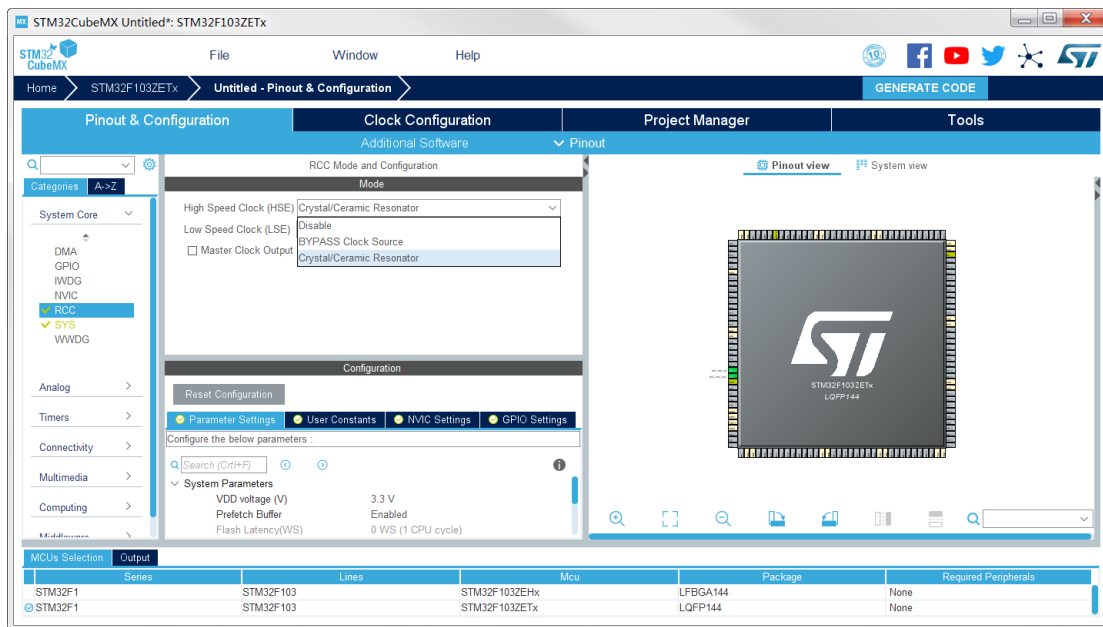 MX STM32CubeMX Untitled*: STM32F103ZETx
STM32 CubeMX
File Window Help
10
Home STM32F103ZETx Untitled - Pinout & Configuration GENERATE CODE
Pinout & Configuration Clock Configuration Project Manager Tools
Additional Software Pinout
RCC Mode and Configuration
Pinout view System view
Categories A->Z
Mode
System Core
High Speed Clock (HSE) Crystal/Ceramic Resonator
Low Speed Clock (LSE) Disable
BYPASS Clock Source
Master Clock Output Crystal/Ceramic Resonator
DMA
GPIO
IWDG
NVIC
RCC
SYS
WWDG
Analog
Timers
Connectivity
Multimedia
Computing
Middleware
Configuration
Reset Configuration
Parameter Settings User Constants NVIC Settings GPIO Settings
Configure the below parameters :
Search (Crtl+F)
System Parameters
VDD voltage (V) 3.3 V
Prefetch Buffer Enabled
Flash Latency(WS) 0 WS (1 CPU cycle)
ST
STM32F103ZETx
LQFP144
MCUs Selection Output
Series Lines Mcu Package Required Peripherals
STM32F1 STM32F103 STM32F103ZEHx LFBGA144 None
STM32F1 STM32F103 STM32F103ZETx LQFP144 None